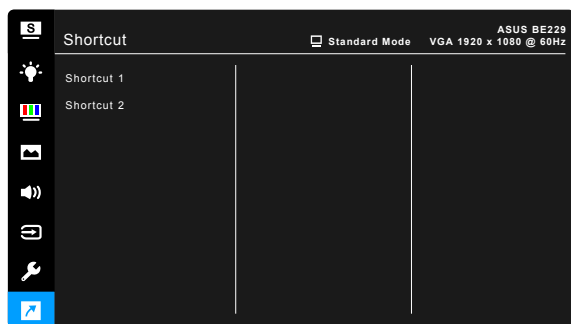 S
Shortcut
Standard Mode
ASUS BE229
VGA 1920 x 1080 @ 60Hz
Shortcut 1
Shortcut 2